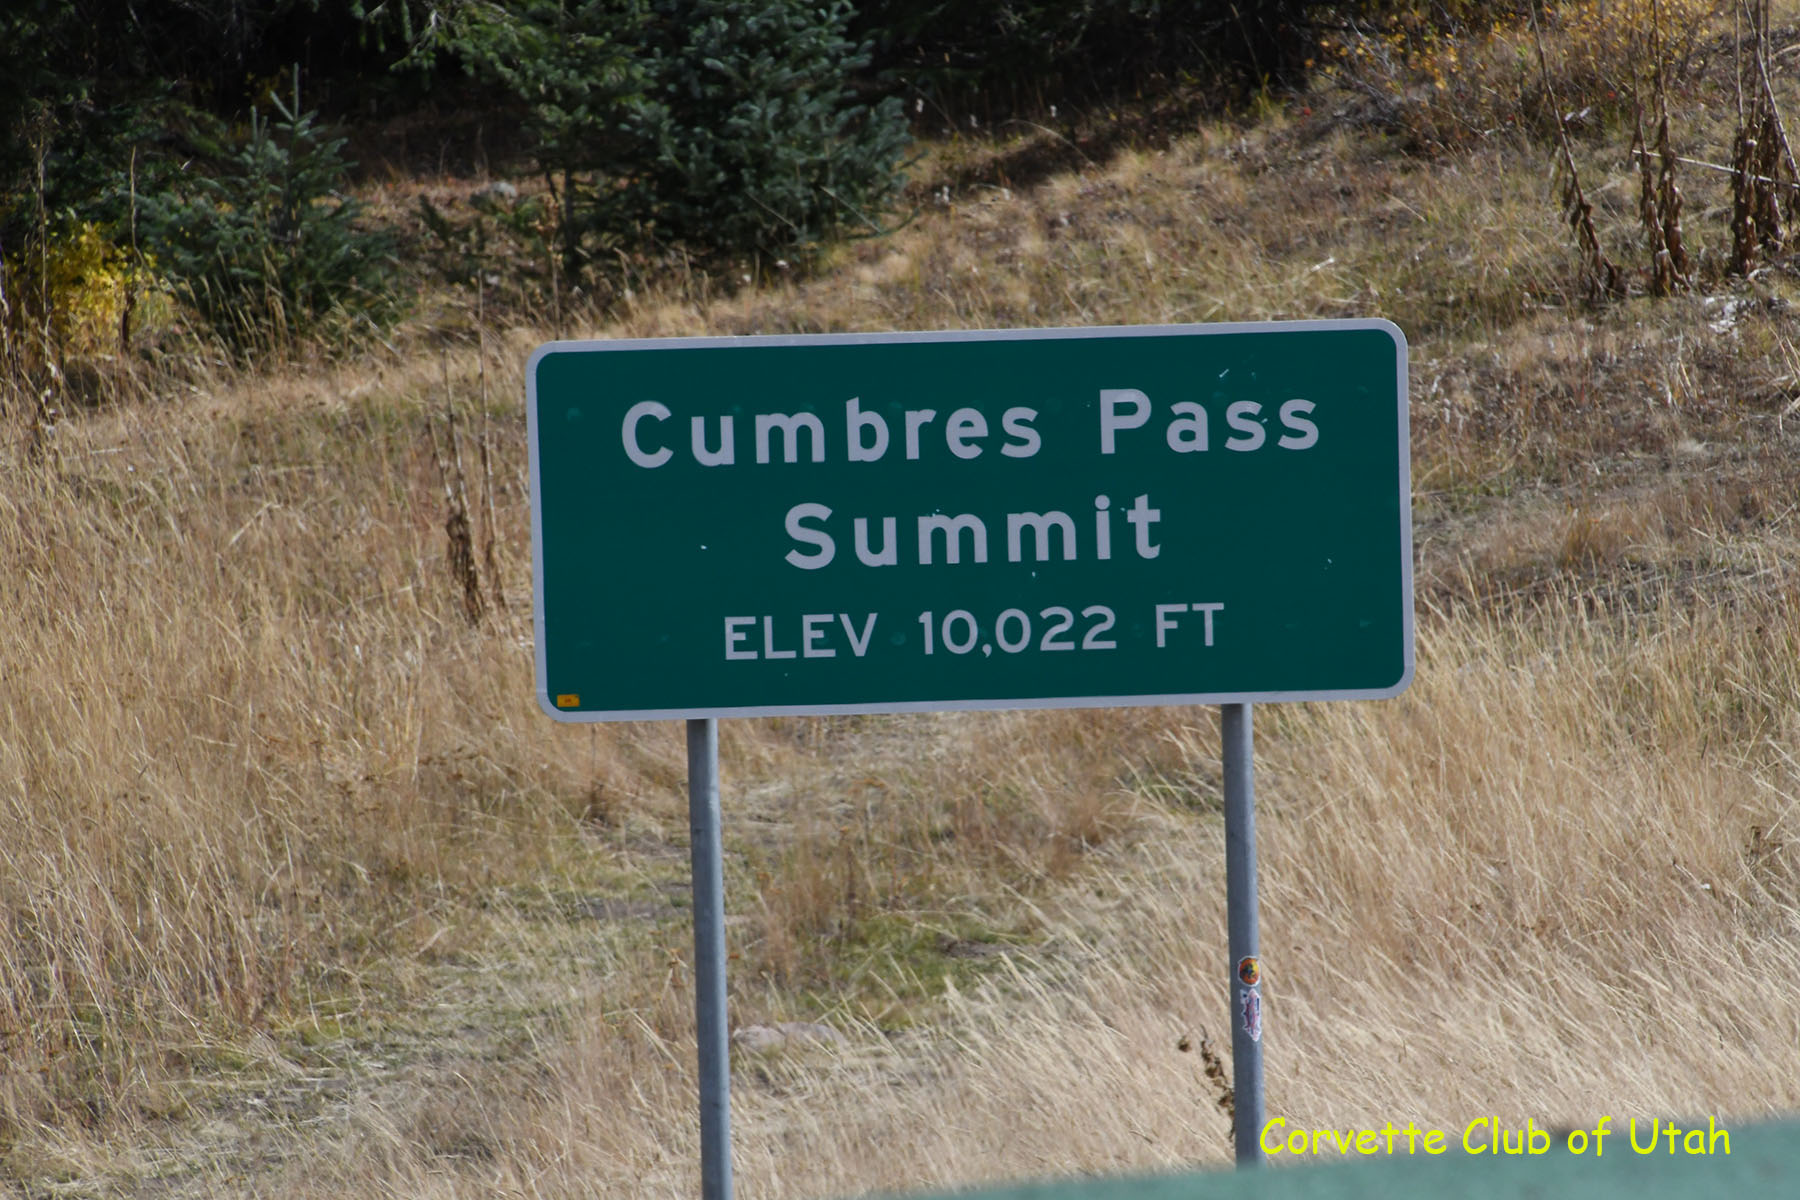 Cumbres Pass
Summit
ELEV 10,022 FT
Corvette Club of Utah